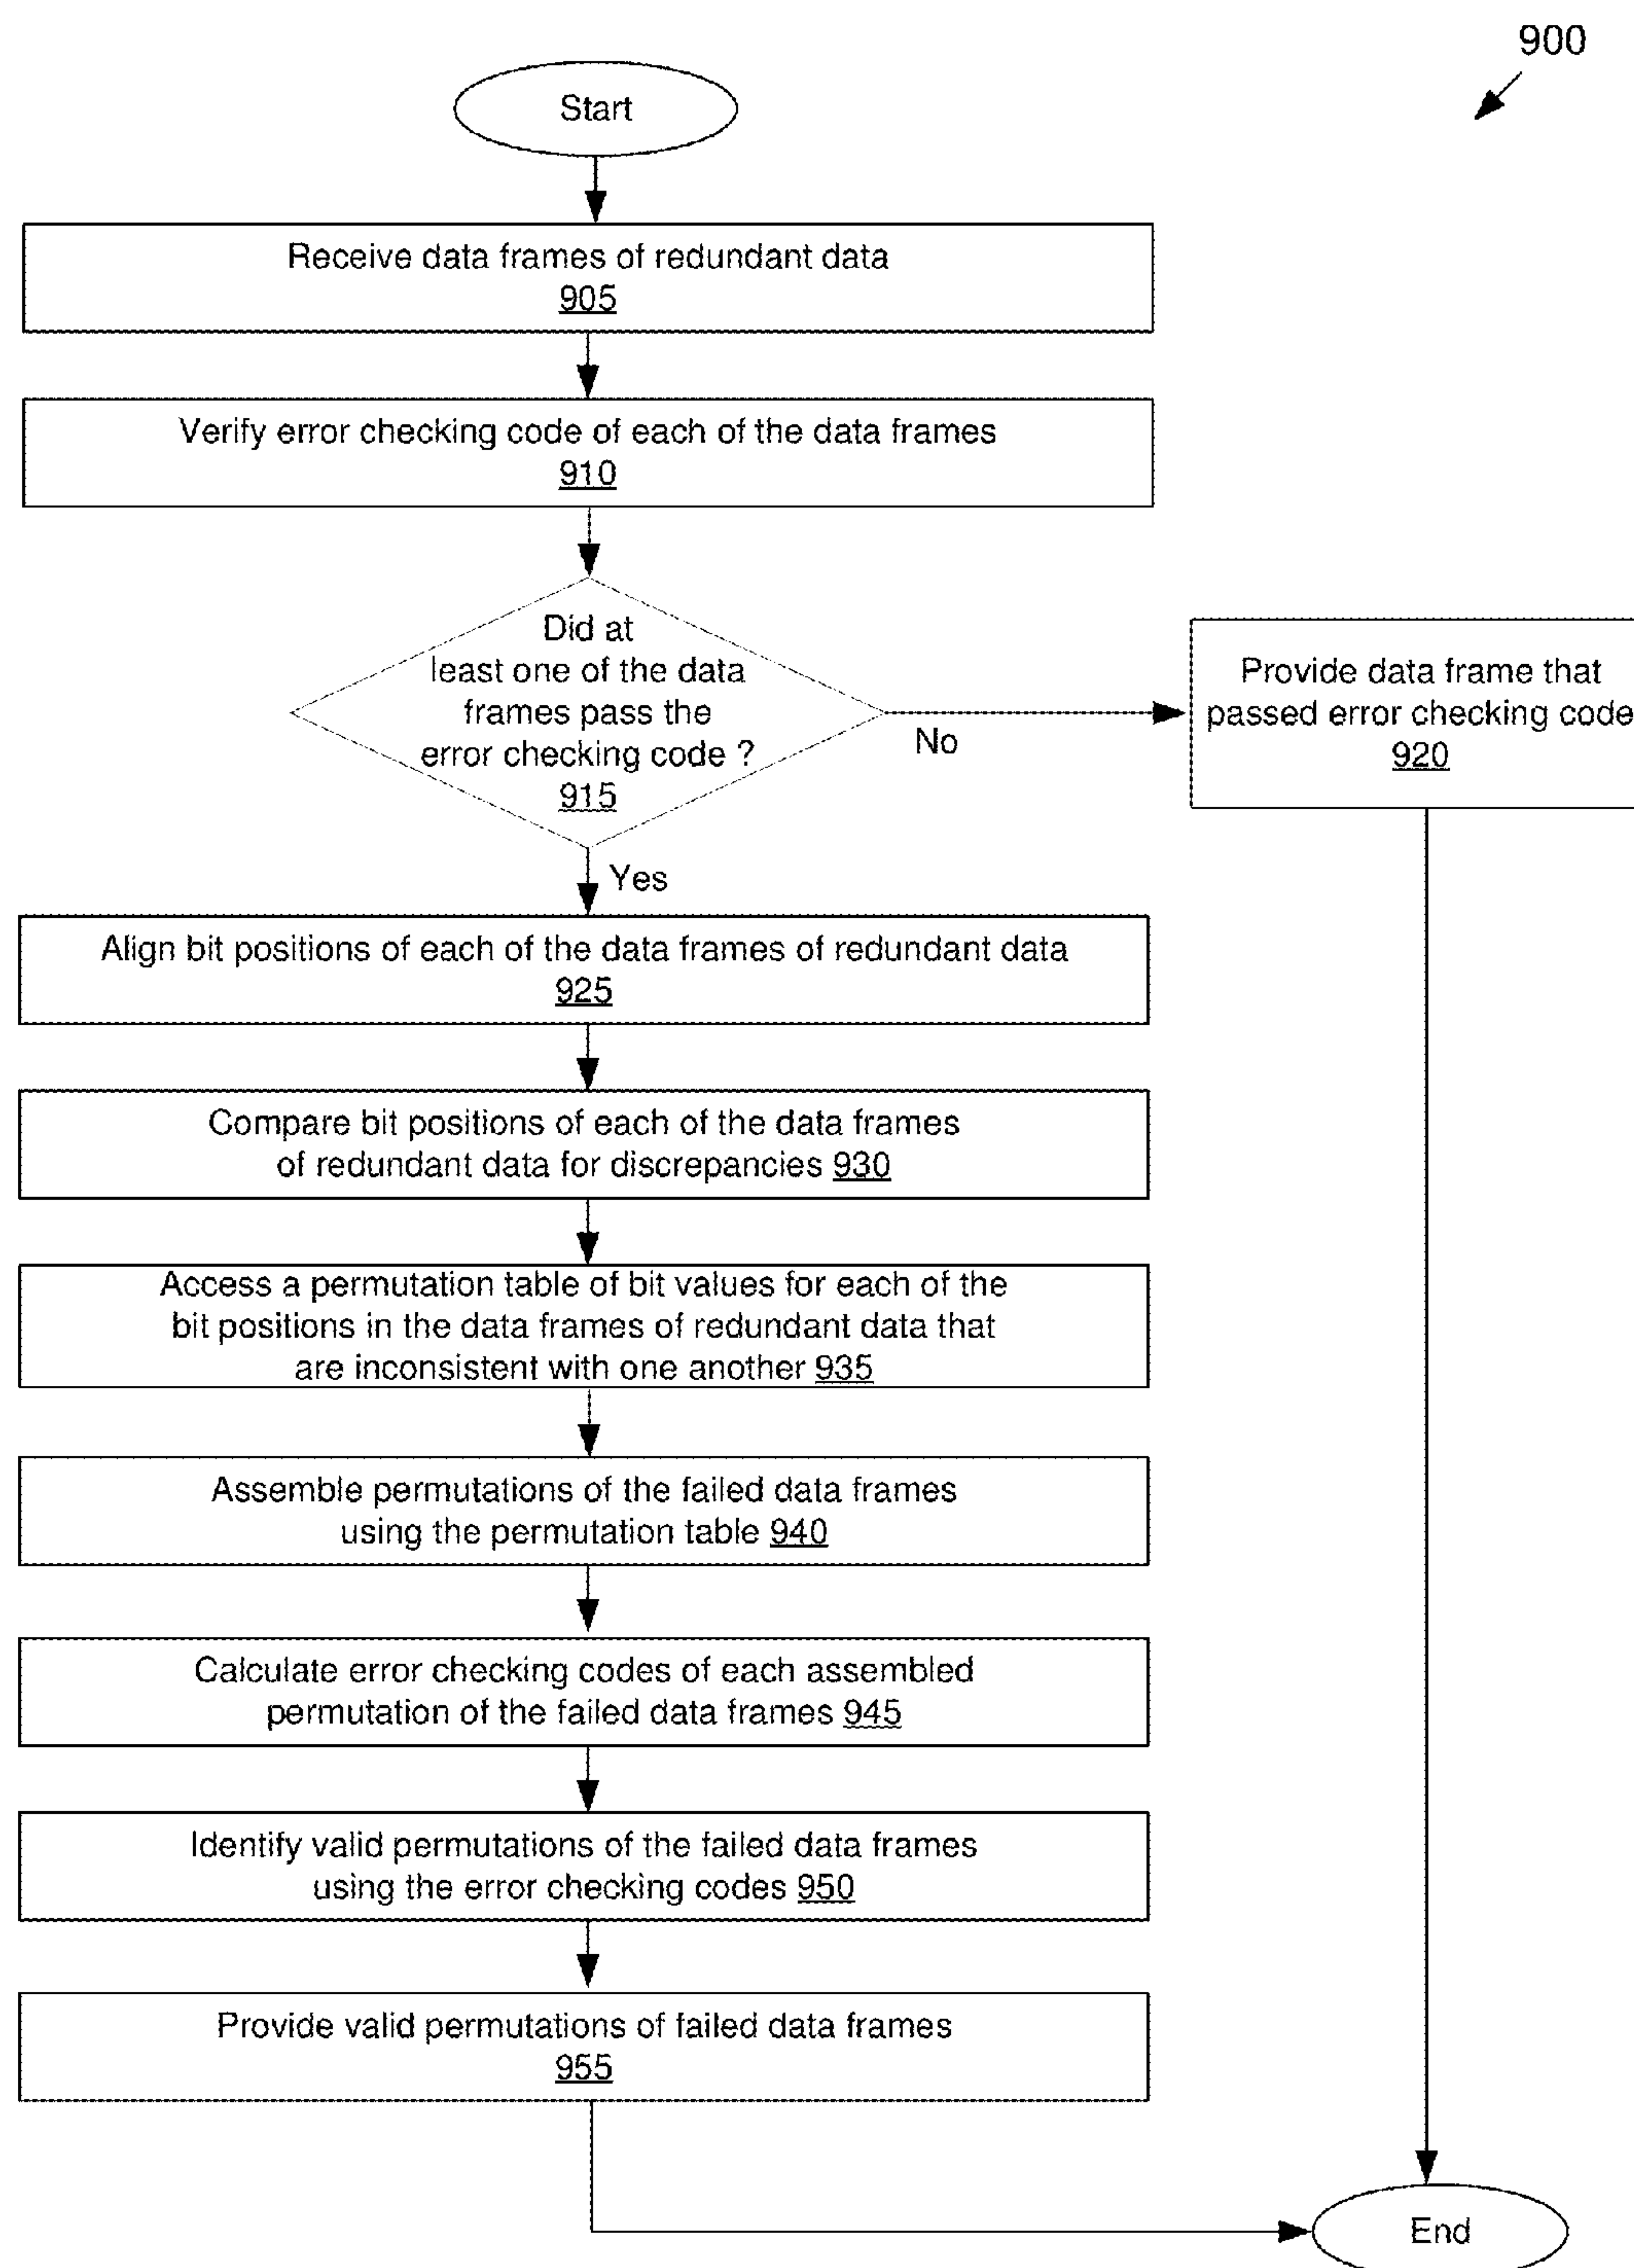 900
Start
Receive data frames of redundant data
905
Verify error checking code of each of the data frames
910
Did at
least one of the data
frames pass the
error checking code ?
915
No
Provide data frame that
passed error checking code
920
Yes
Align bit positions of each of the data frames of redundant data
925
Compare bit positions of each of the data frames
of redundant data for discrepancies 930
Access a permutation table of bit values for each of the
bit positions in the data frames of redundant data that
are inconsistent with one another 935
Assemble permutations of the failed data frames
using the permutation table 940
Calculate error checking codes of each assembled
permutation of the failed data frames 945
Identify valid permutations of the failed data frames
using the error checking codes 950
Provide valid permutations of failed data frames
955
End